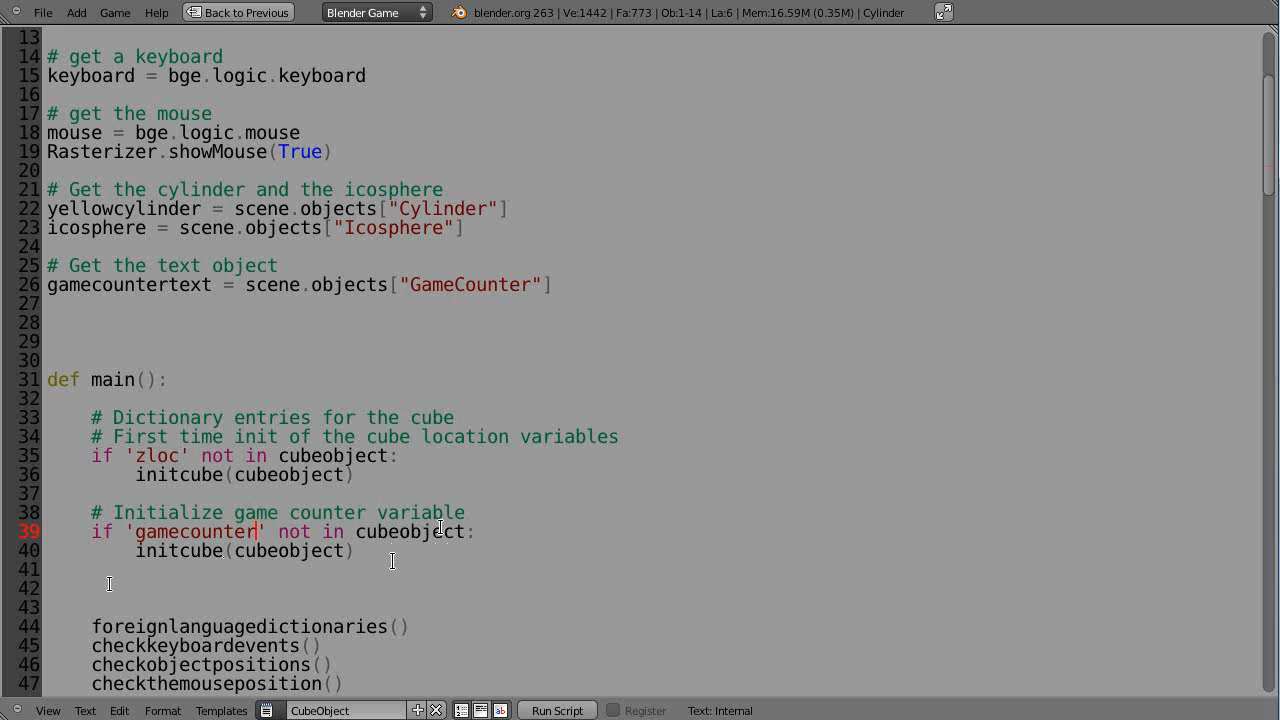 File Add Game Help Back to Previous Blender Game blender.org 263 | Ve:1442 | Fa:773 | Ob:1-14 | La:6 | Mem:16.59M (0.35M) | Cylinder
13
14 # get a keyboard
15 keyboard = bge.logic.keyboard
16
17 # get the mouse
18 mouse = bge.logic.mouse
19 Rasterizer.showMouse(True)
20
21 # Get the cylinder and the icosphere
22 yellowcylinder = scene.objects["Cylinder"]
23 icosphere = scene.objects["Icosphere"]
24
25 # Get the text object
26 gamecountertext = scene.objects["GameCounter"]
27
28
29
30
31 def main():
32
33     # Dictionary entries for the cube
34     # First time init of the cube location variables
35     if 'zloc' not in cubeobject:
36         initcube(cubeobject)
37
38     # Initialize game counter variable
39     if 'gamecounter' not in cubeobject:
40         initcube(cubeobject)
41
42
43
44     foreignlanguagedictionaries()
45     checkkeyboardevents()
46     checkobjectpositions()
47     checkthemouseposition()
View Text Edit Format Templates CubeObject Run Script Register Text: Internal